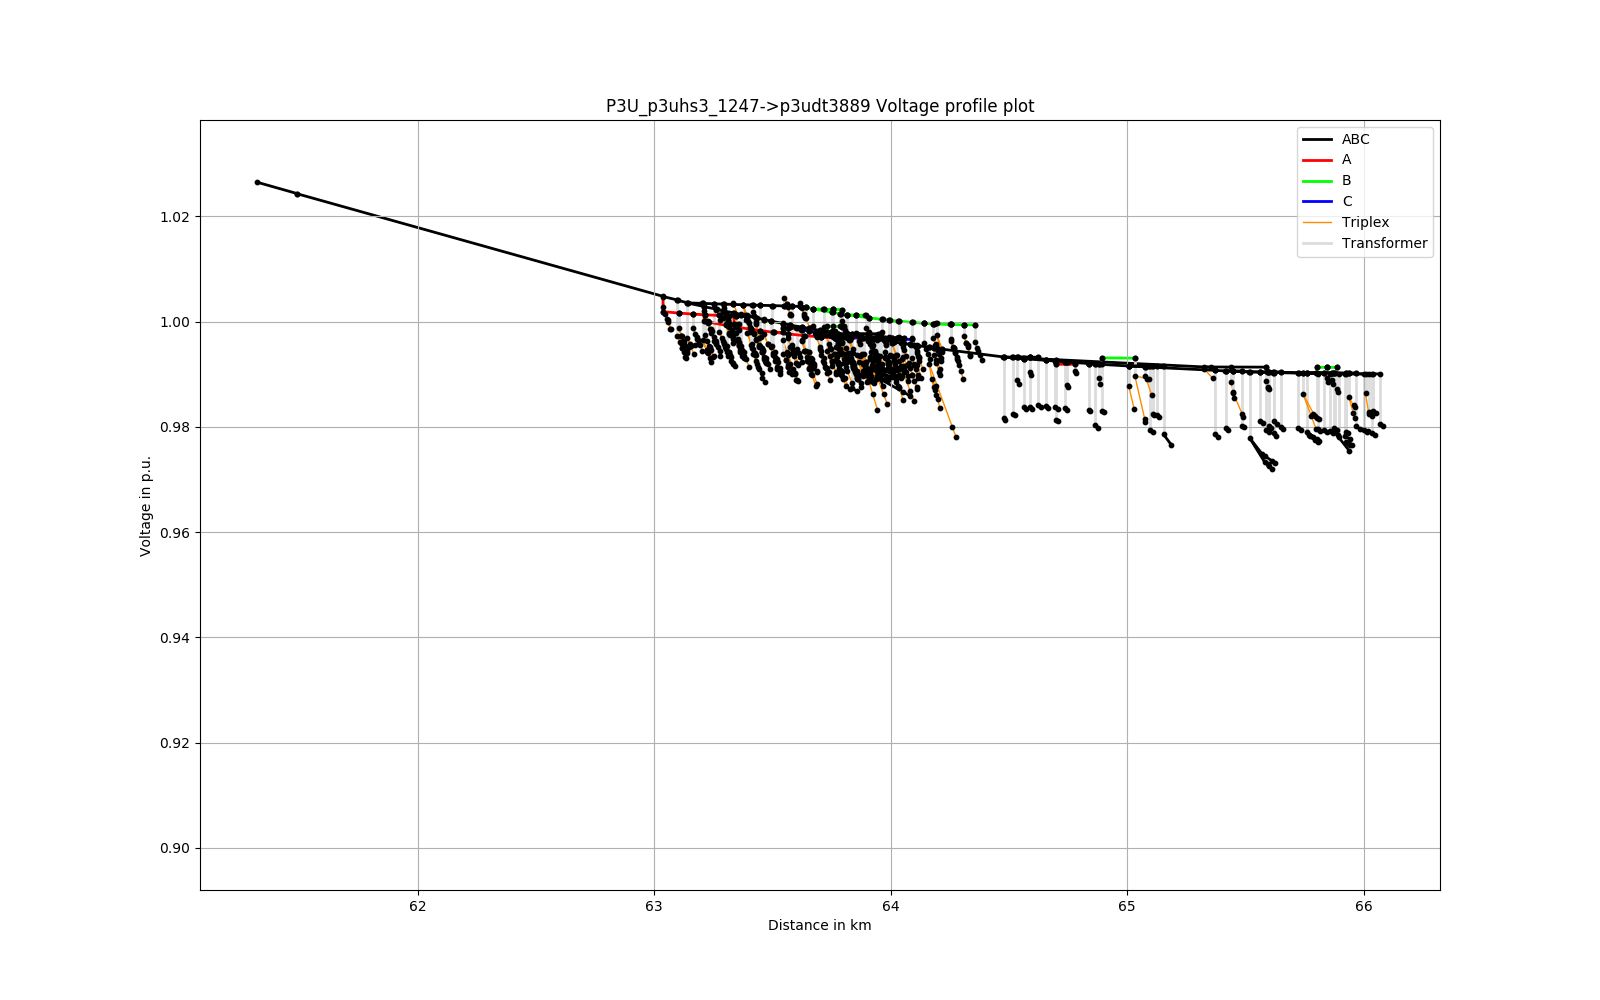 P3U_p3uhs3_1247->p3udt3889 Voltage profile plot
ABC
A
B
C
Triplex
Transformer
Voltage in p.u.
1.02
1.00
0.98
0.96
0.94
0.92
0.90
62
63
64
65
66
Distance in km